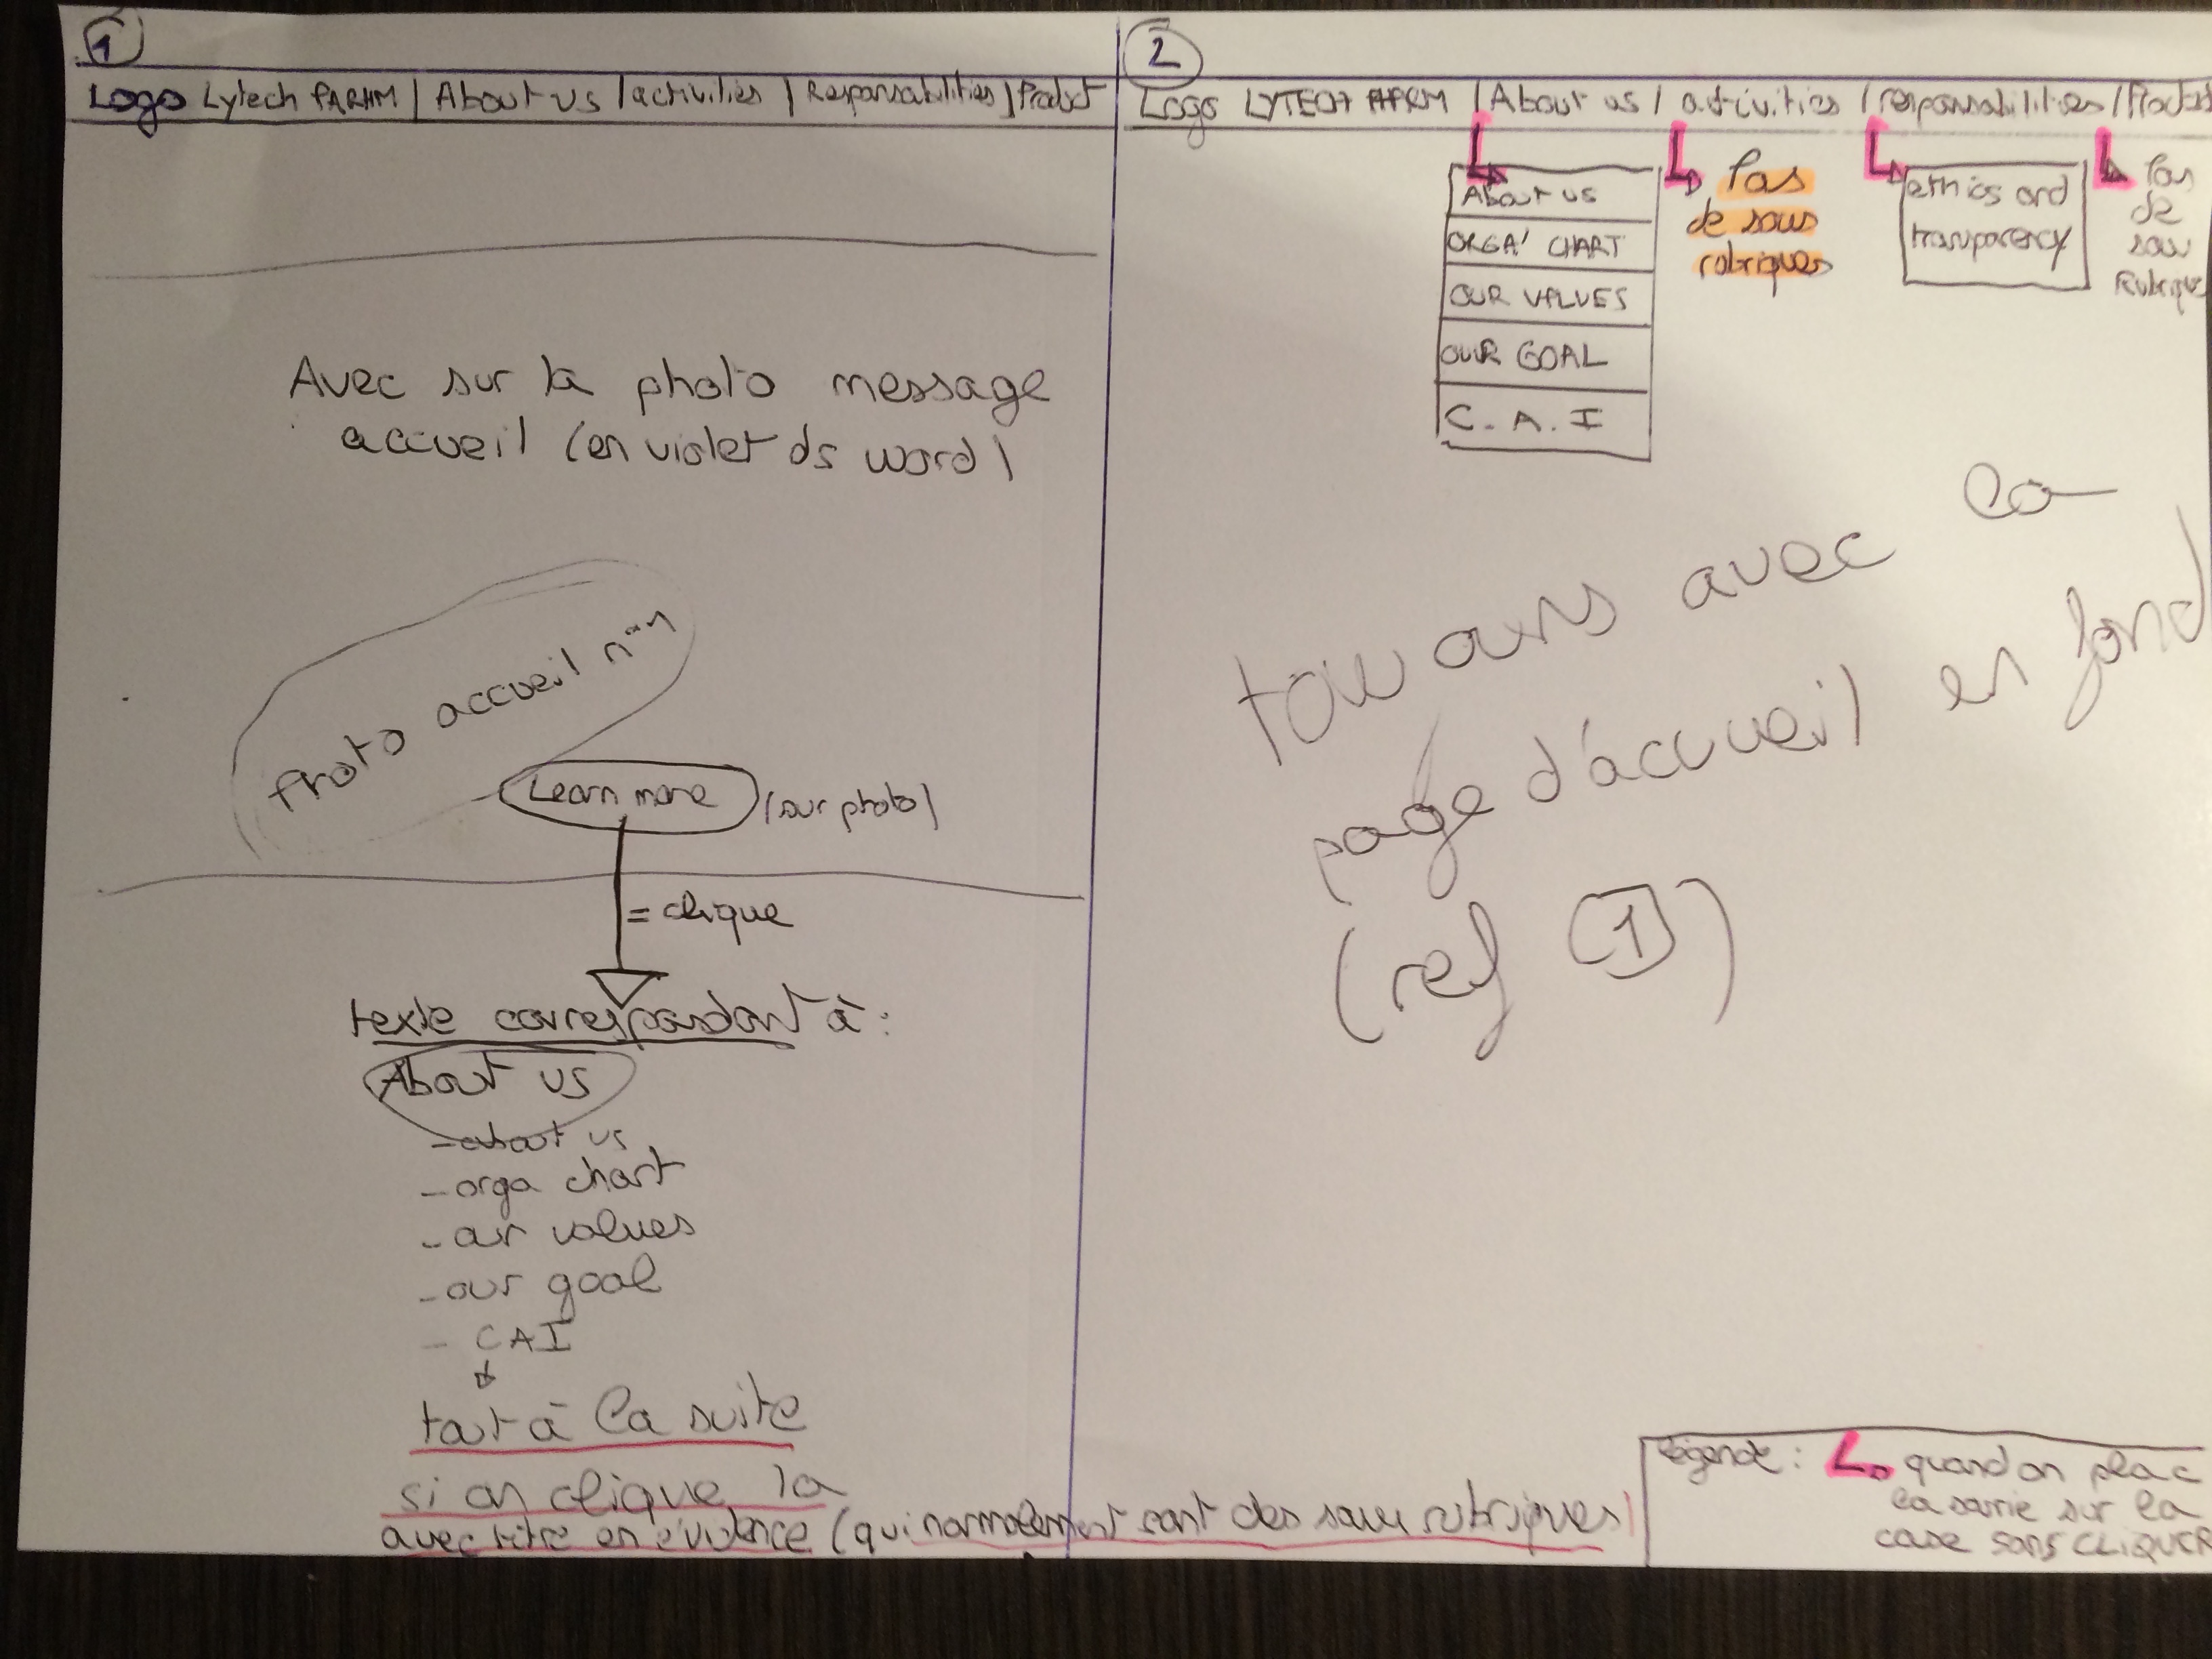 1
Logo Lytech PARHM | About us | activities | Responsabilities | Product
Avec sur la photo message
accueil (en violet ds word)
Photo accueil n°1
Learn more (sur photo)
= clique
texte correspondant à :
About us
- about us
- orga chart
- our values
- our goal
- CAI
tout à la suite
si on clique là
avec titre en évidence (qui normalement sont des sous rubriques)
2
Logo LYTECH PHARM | About us | activities | responsabilities |
About us
ORGA' CHART
OUR VALUES
OUR GOAL
C.A.I
Pas
de sous
rubriques
ethics and
tranparency
Pas
de
sous
Rubrique
toujours avec la
page d'accueil en fond
(ref 1)
légende : quand on place
la souris sur la
case sans CLIQUER